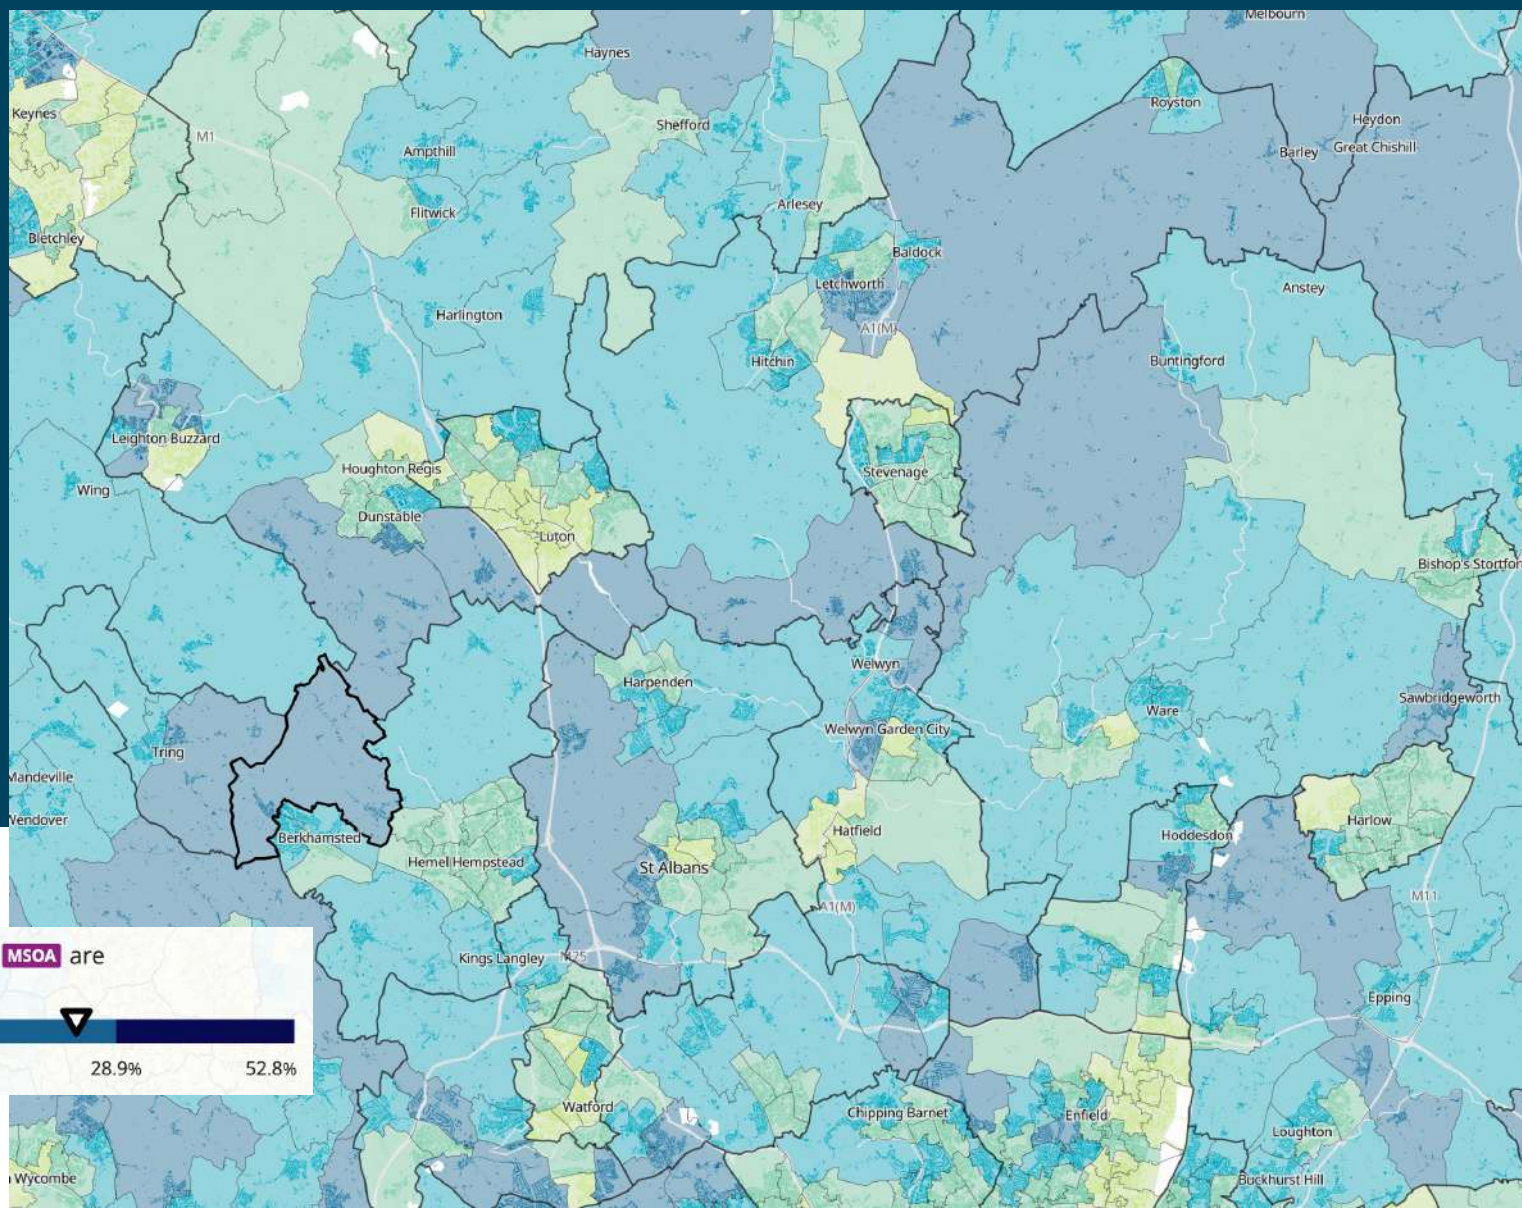 Melbourn
Haynes
Keynes
M1
Shefford
Royston
Heydon
Ampthill
Barley
Great Chishill
Flitwick
Arlesey
Bletchley
Baldock
Letchworth
Anstey
Harlington
A1(M)
Hitchin
Buntingford
Leighton Buzzard
Houghton Regis
Stevenage
Wing
Dunstable
Luton
Bishop's Stortfor
Welwyn
Harpenden
Sawbridgeworth
Ware
Welwyn Garden City
Tring
Mandeville
Wendover
Berkhamsted
Hatfield
Hoddesdon
Harlow
Hemel Hempstead
St Albans
M11
A1(M)
MSOA are
Kings Langley
M25
Epping
28.9% 52.8%
Watford
Chipping Barnet
Enfield
Loughton
Wycombe
Buckhurst Hill